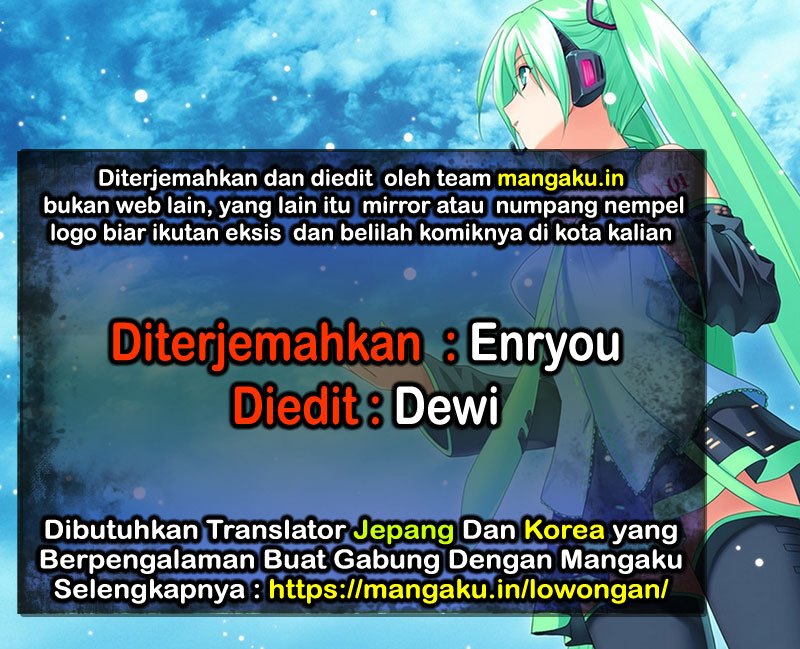 Diterjemahkan dan diedit oleh team mangaku.in
bukan web lain, yang lain itu mirror atau numpang nempel
logo biar ikutan eksis dan belilah komiknya di kota kalian
Diterjemahkan : Enryou
Diedit : Dewi
Dibutuhkan Translator Jepang Dan Korea yang
Berpengalaman Buat Gabung Dengan Mangaku
Selengkapnya : https://mangaku.in/lowongan/
01